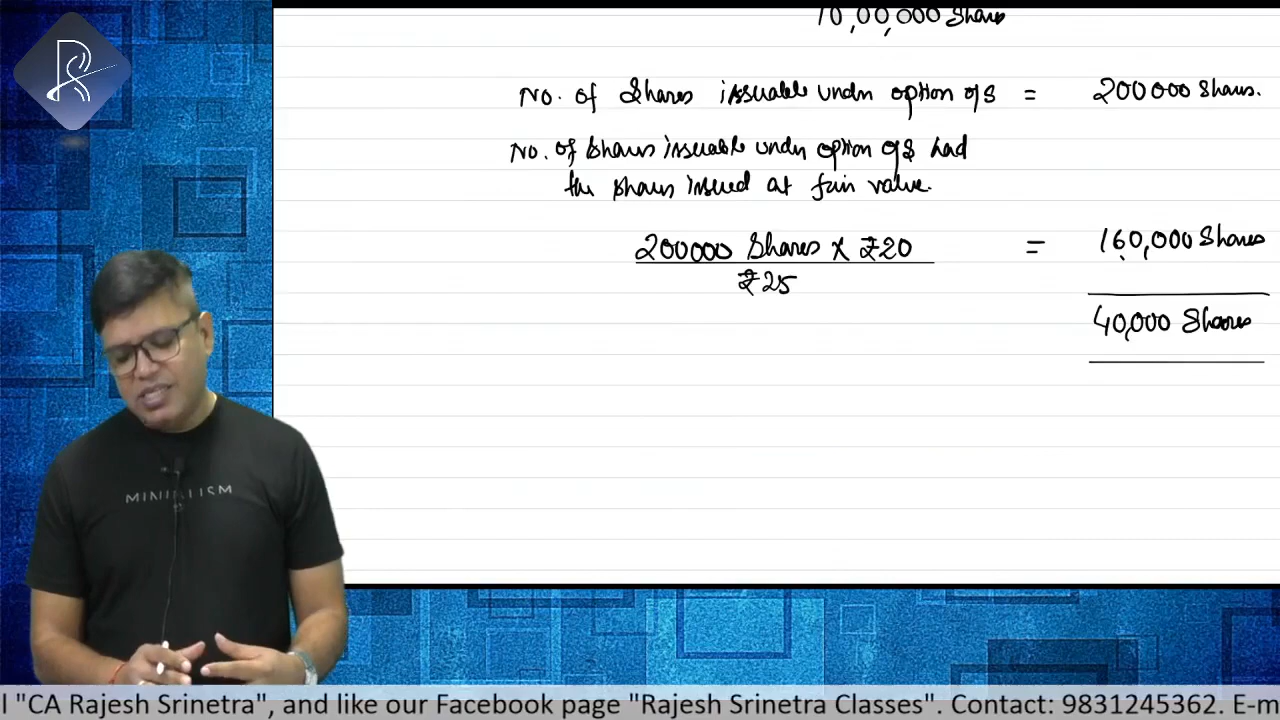 10,00,000 Shares
No. of Shares issuable under option o/s = 200000 Shares.
No. of shares issuable under option o/s had
the shares issued at fair value.
200000 Shares X ₹20 = 160,000 Shares
₹25
40,000 Shares
MINIMALISM
l "CA Rajesh Srinetra", and like our Facebook page "Rajesh Srinetra Classes". Contact: 9831245362. E-m